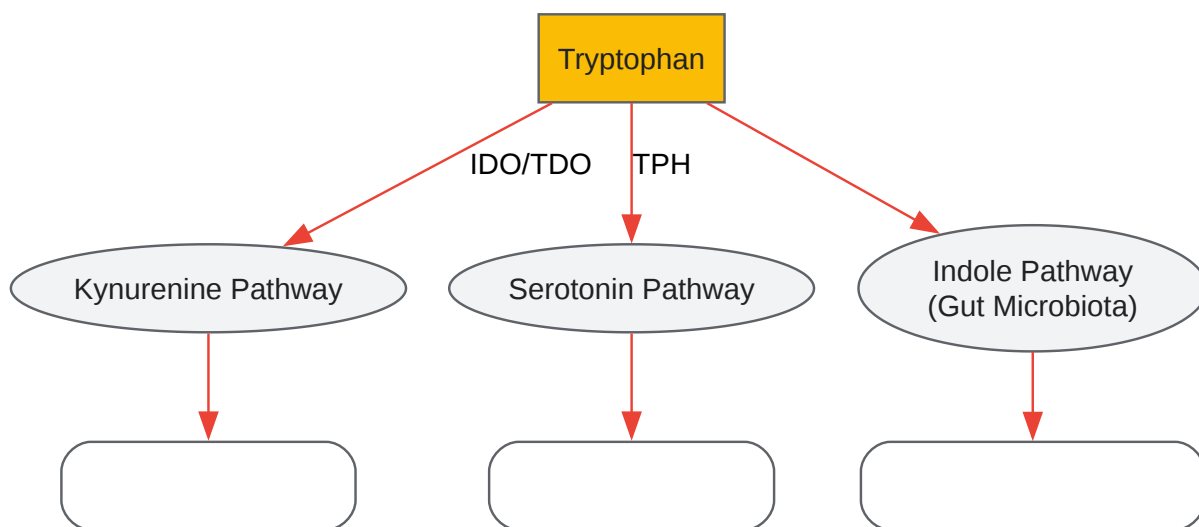 Tryptophan
IDO/TDO
TPH
Kynurenine Pathway
Serotonin Pathway
Indole Pathway
(Gut Microbiota)